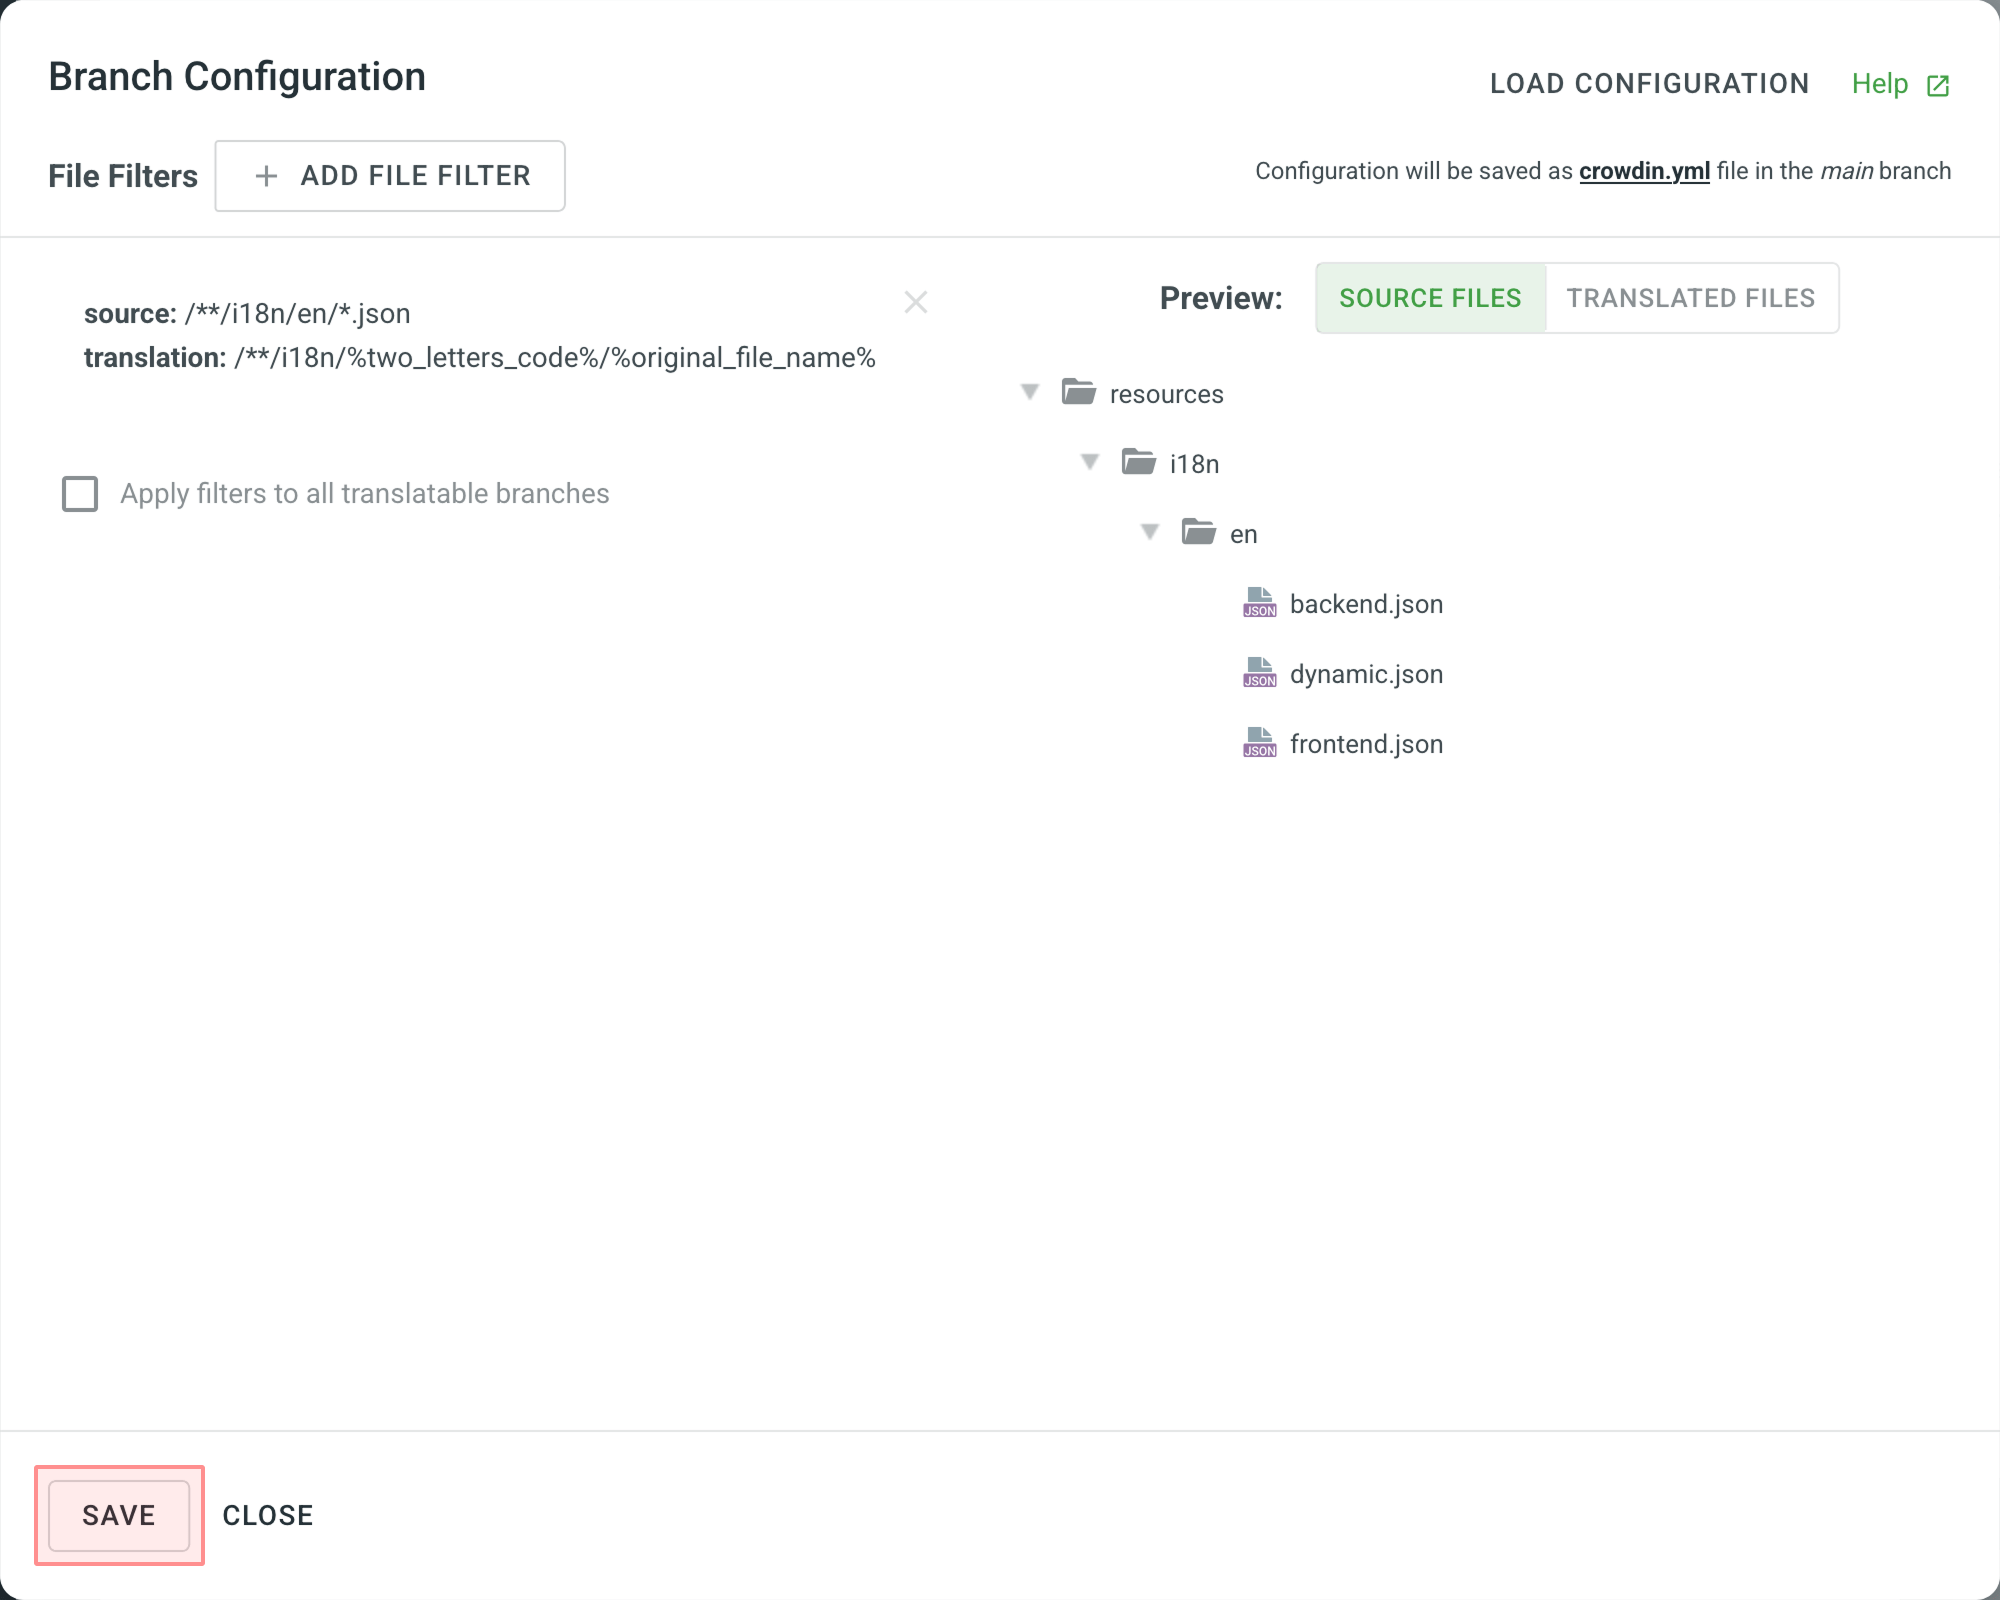 Branch Configuration
LOAD CONFIGURATION
Help
File Filters
ADD FILE FILTER
Configuration will be saved as crowdin.yml file in the main branch
source: /**/i18n/en/*.json
translation: /**/i18n/%two_letters_code%/%original_file_name%
Apply filters to all translatable branches
Preview:
SOURCE FILES
TRANSLATED FILES
resources
i18n
en
JSON backend.json
JSON dynamic.json
JSON frontend.json
SAVE
CLOSE